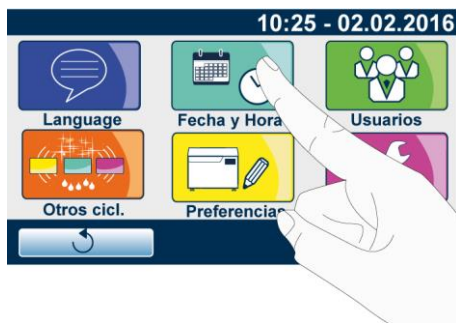 10:25 - 02.02.2016
Language
Fecha y Hora
Usuarios
Otros cicl.
Preferencias